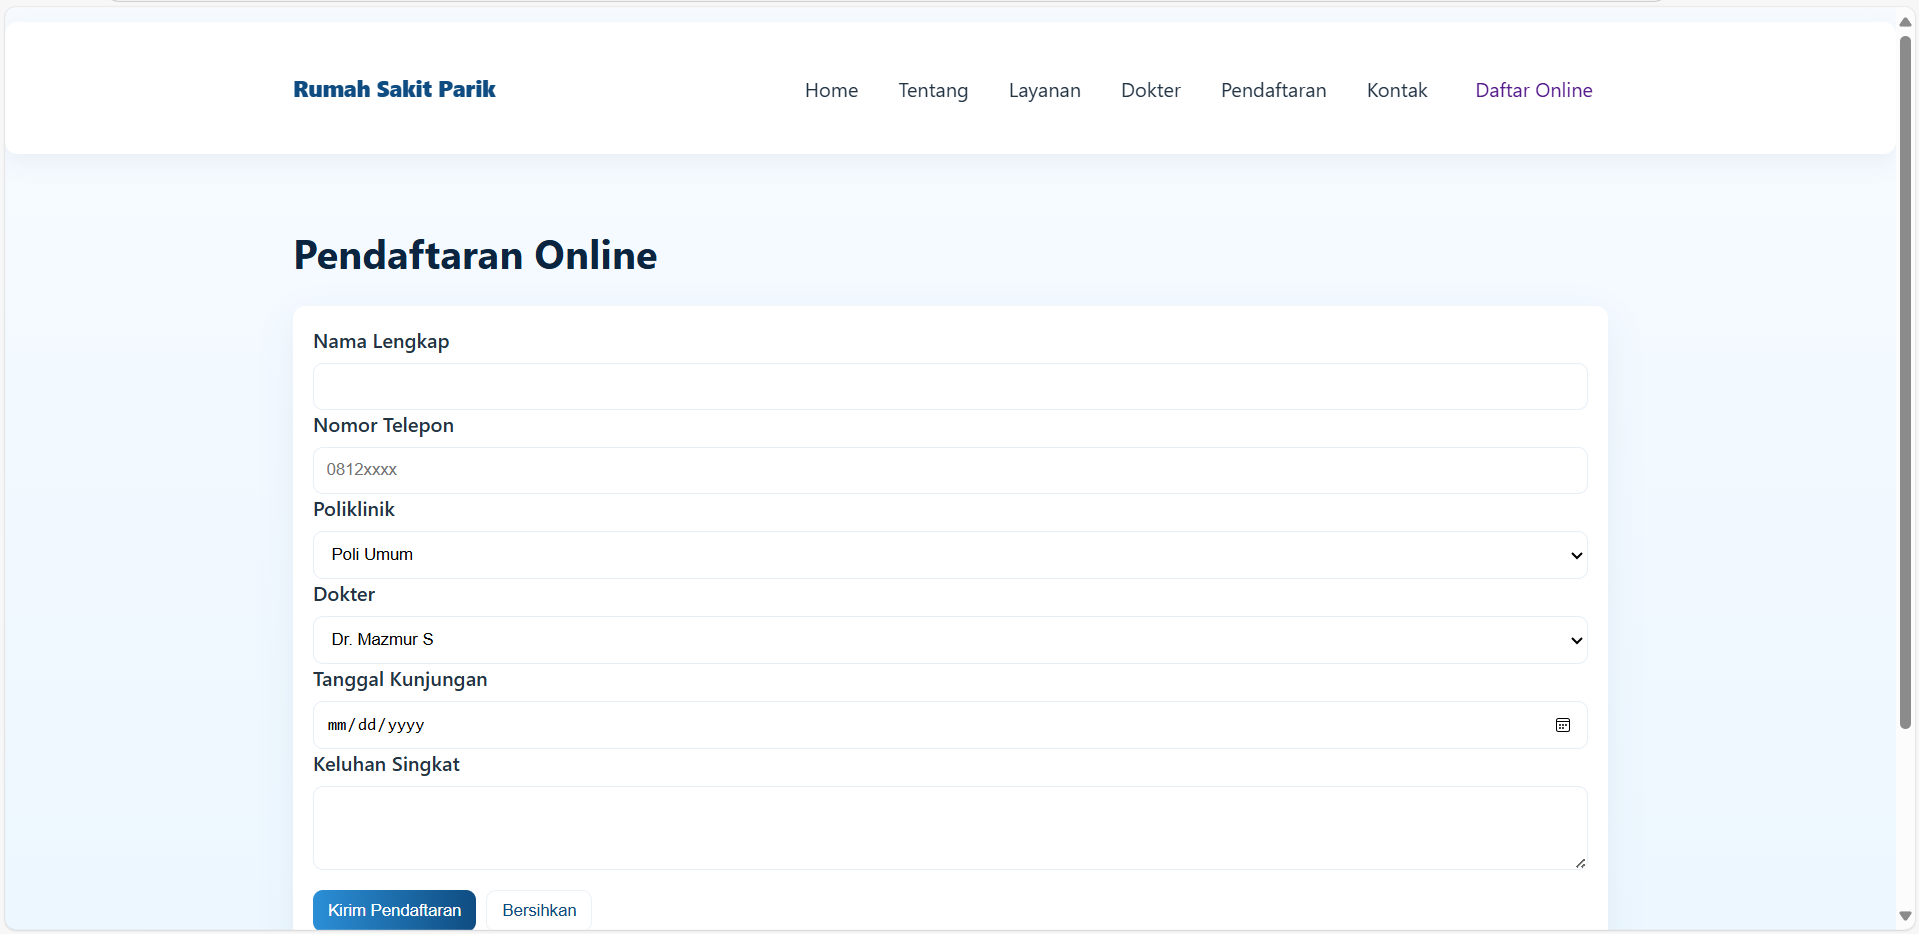 Rumah Sakit Parik
Home Tentang Layanan Dokter Pendaftaran Kontak Daftar Online
Pendaftaran Online
Nama Lengkap
Nomor Telepon
0812xxxx
Poliklinik
Poli Umum
Dokter
Dr. Mazmur S
Tanggal Kunjungan
mm/dd/yyyy
Keluhan Singkat
Kirim Pendaftaran Bersihkan